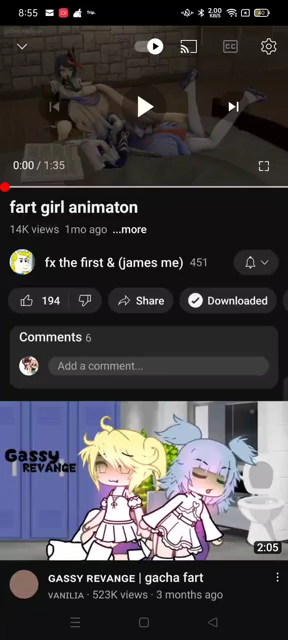 8:55
2.00
KB/S
0:00 / 1:35
fart girl animaton
14K views 1mo ago ...more
fx the first & (james me) 451
194 Share Downloaded
Comments 6
Add a comment...
Gassy
REVANGE
2:05
GASSY REVANGE | gacha fart
VANILIA · 523K views · 3 months ago